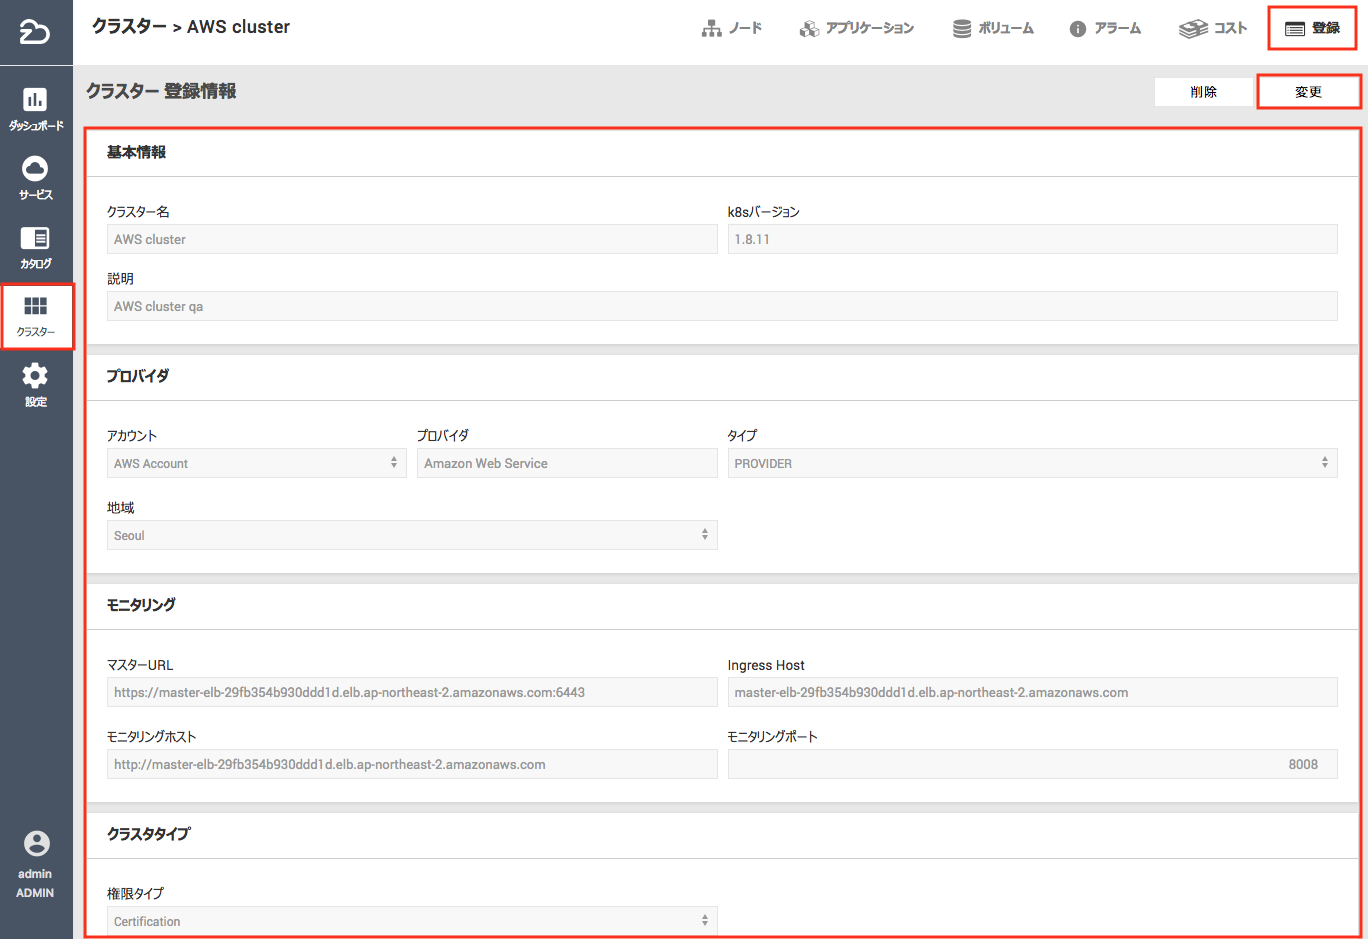 クラスター > AWS cluster
ノード
アプリケーション
ボリューム
アラーム
コスト
登録
ダッシュボード
サービス
カタログ
クラスター
設定
admin
ADMIN
クラスター 登録情報
削除
変更
基本情報
クラスター名
k8sバージョン
AWS cluster
1.8.11
説明
AWS cluster qa
プロバイダ
アカウント
プロバイダ
タイプ
AWS Account
Amazon Web Service
PROVIDER
地域
Seoul
モニタリング
マスターURL
Ingress Host
https://master-elb-29fb354b930ddd1d.elb.ap-northeast-2.amazonaws.com:6443
master-elb-29fb354b930ddd1d.elb.ap-northeast-2.amazonaws.com
モニタリングホスト
モニタリングポート
http://master-elb-29fb354b930ddd1d.elb.ap-northeast-2.amazonaws.com
8008
クラスタタイプ
権限タイプ
Certification